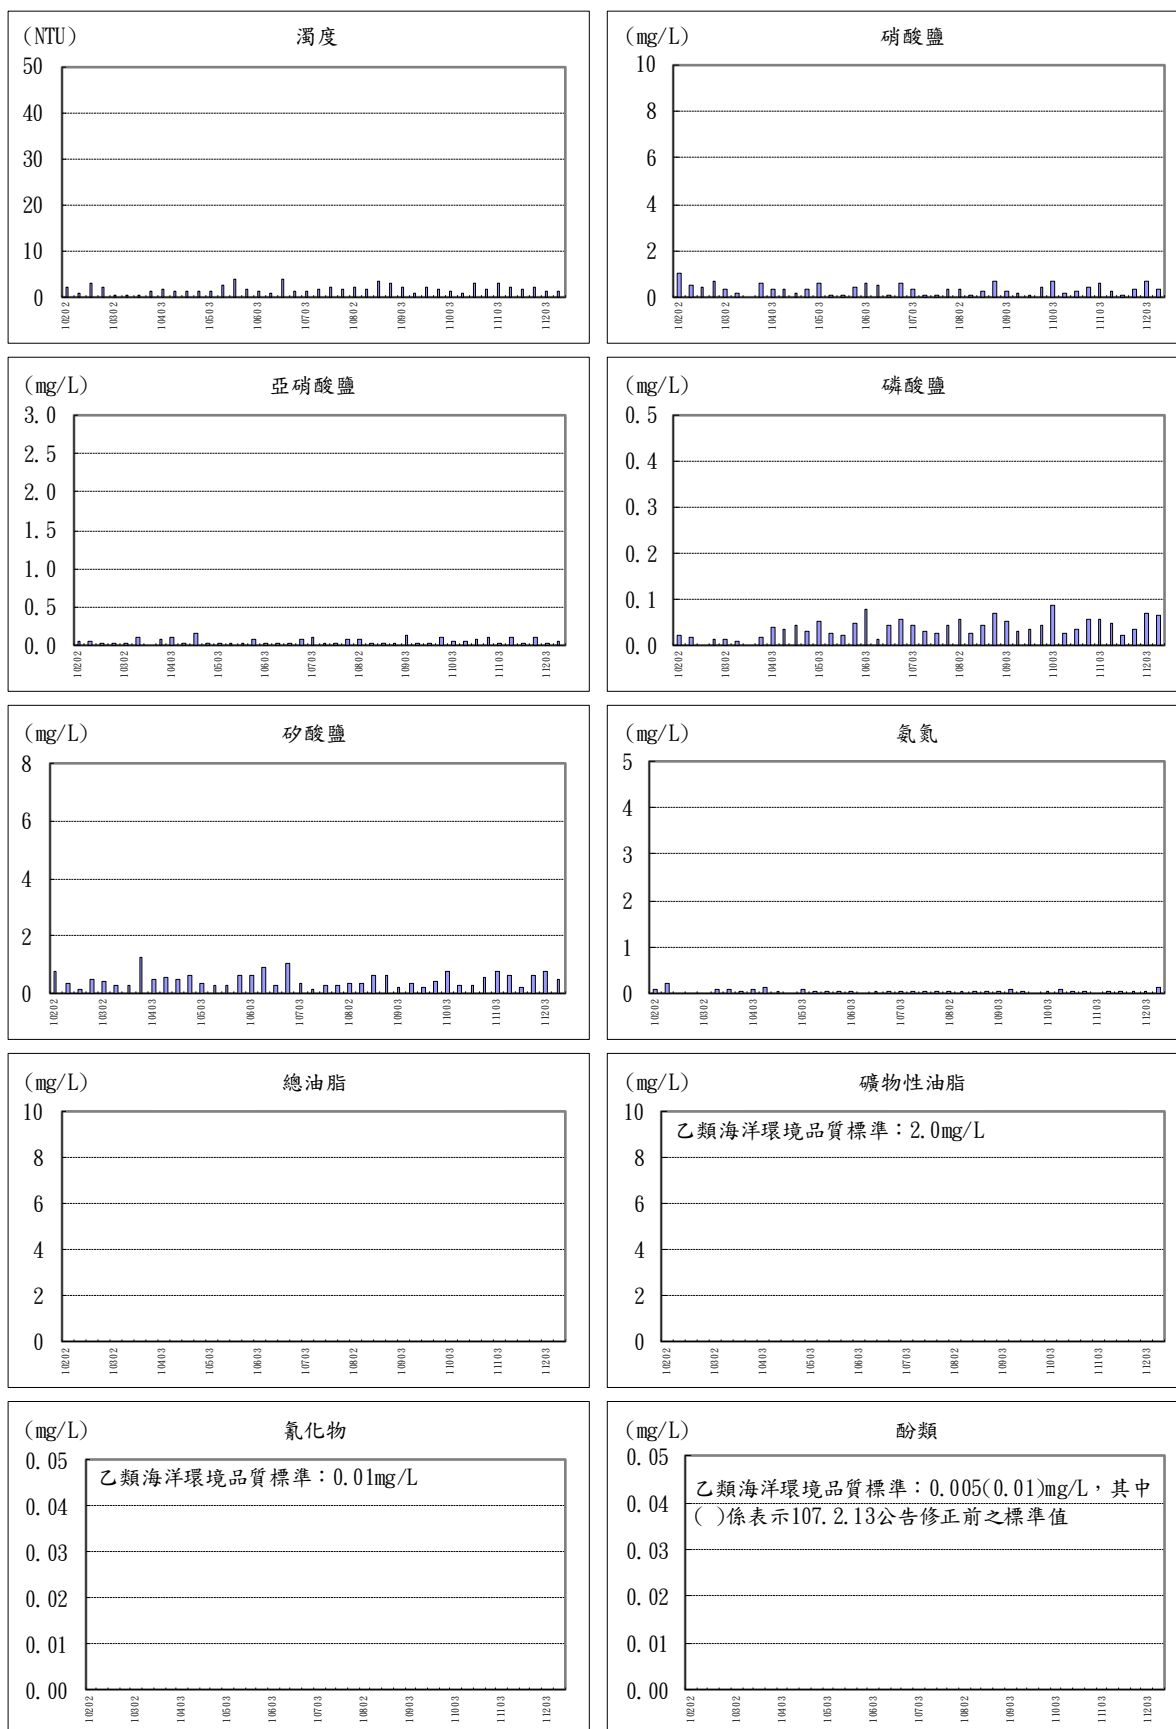 (NTU) 濁度
50
40
30
20
10
0
10202 10302 10403 10503 10603 10703 10802 10903 11003 11103 11203
(mg/L) 硝酸鹽
10
8
6
4
2
0
10202 10302 10403 10503 10603 10703 10802 10903 11003 11103 11203
(mg/L) 亞硝酸鹽
3.0
2.5
2.0
1.5
1.0
0.5
0.0
10202 10302 10403 10503 10603 10703 10802 10903 11003 11103 11203
(mg/L) 磷酸鹽
0.5
0.4
0.3
0.2
0.1
0.0
10202 10302 10403 10503 10603 10703 10802 10903 11003 11103 11203
(mg/L) 矽酸鹽
8
6
4
2
0
10202 10302 10403 10503 10603 10703 10802 10903 11003 11103 11203
(mg/L) 氨氮
5
4
3
2
1
0
10202 10302 10403 10503 10603 10703 10802 10903 11003 11103 11203
(mg/L) 總油脂
10
8
6
4
2
0
10202 10302 10403 10503 10603 10703 10802 10903 11003 11103 11203
(mg/L) 礦物性油脂
乙類海洋環境品質標準：2.0mg/L
10
8
6
4
2
0
10202 10302 10403 10503 10603 10703 10802 10903 11003 11103 11203
(mg/L) 氰化物
乙類海洋環境品質標準：0.01mg/L
0.05
0.04
0.03
0.02
0.01
0.00
10202 10302 10403 10503 10603 10703 10802 10903 11003 11103 11203
(mg/L) 酚類
乙類海洋環境品質標準：0.005(0.01)mg/L，其中
( )係表示107.2.13公告修正前之標準值
0.05
0.04
0.03
0.02
0.01
0.00
10202 10302 10403 10503 10603 10703 10802 10903 11003 11103 11203